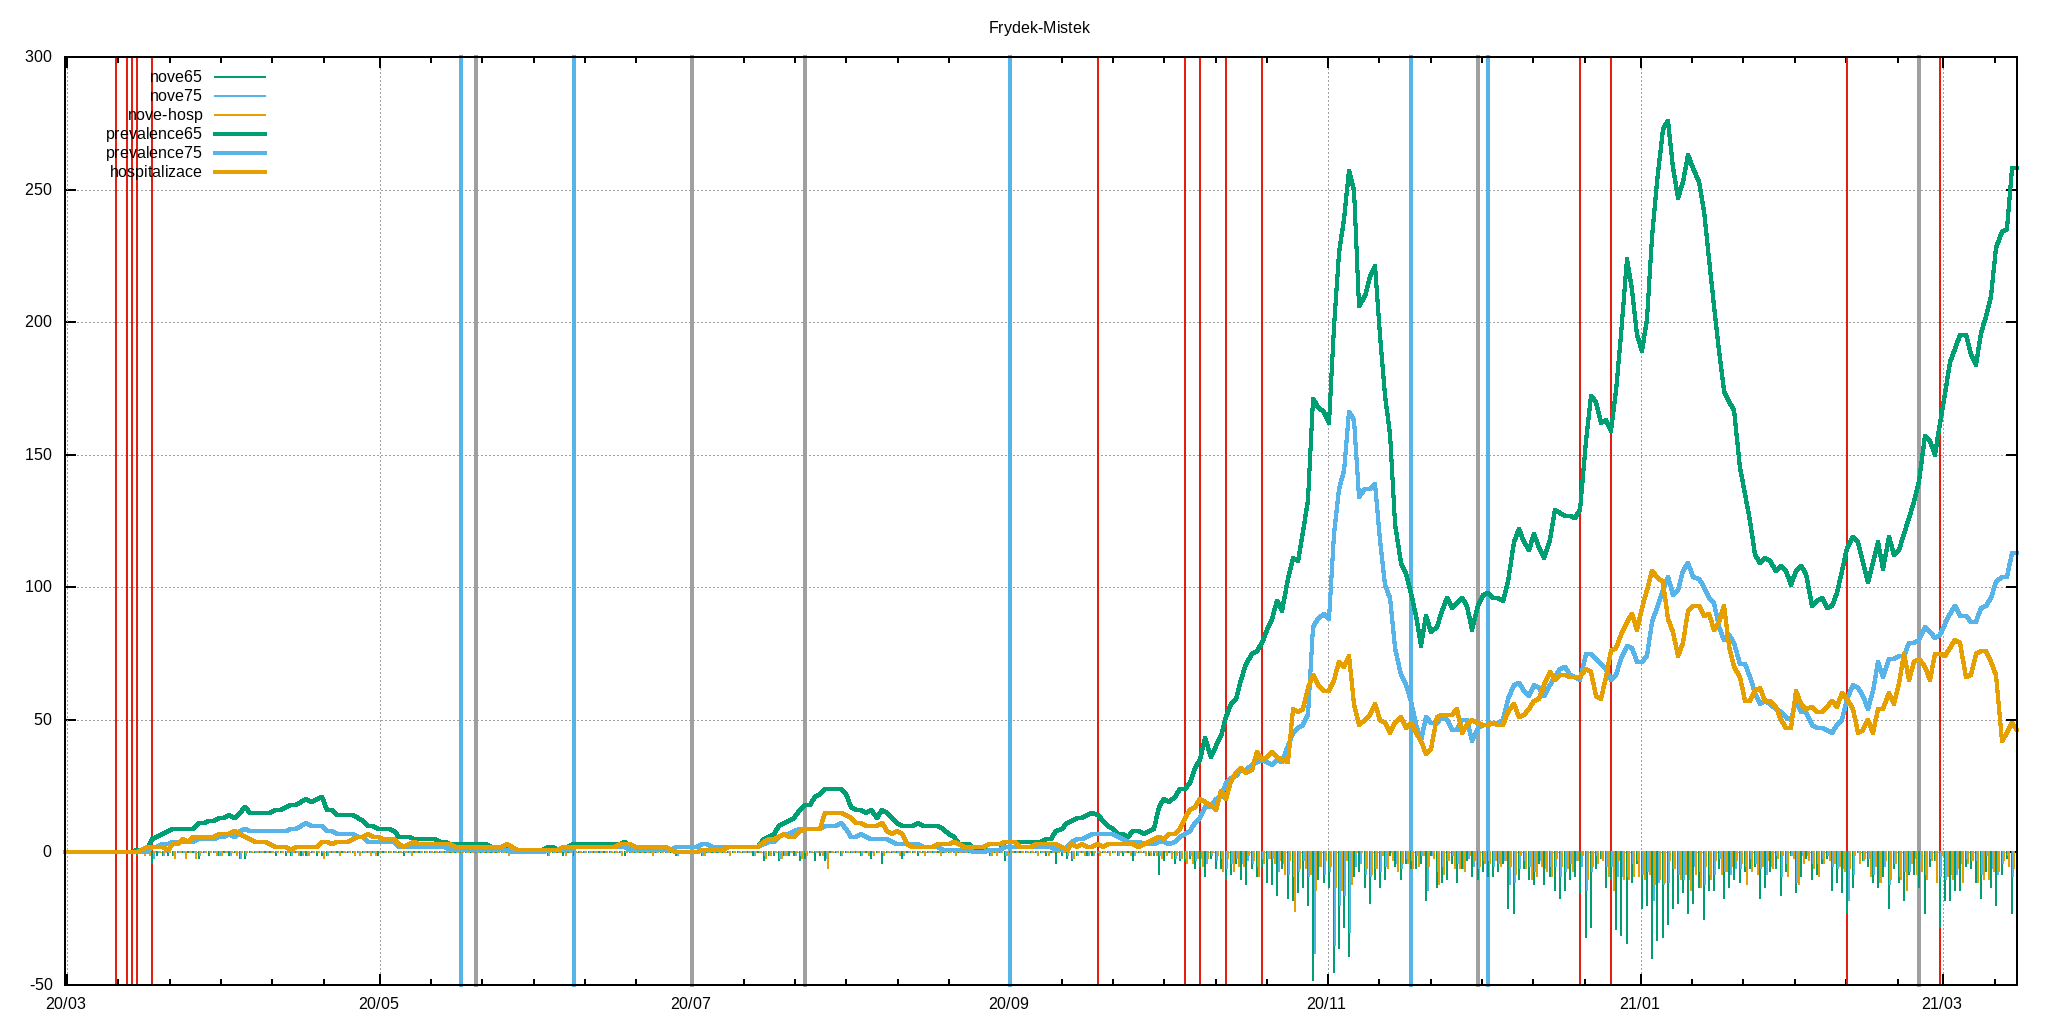 Frydek-Mistek
300
nove65
nove75
nove-hosp
prevalence65
prevalence75
hospitalizace
250
200
150
100
50
0
-50
20/03 20/05 20/07 20/09 20/11 21/01 21/03